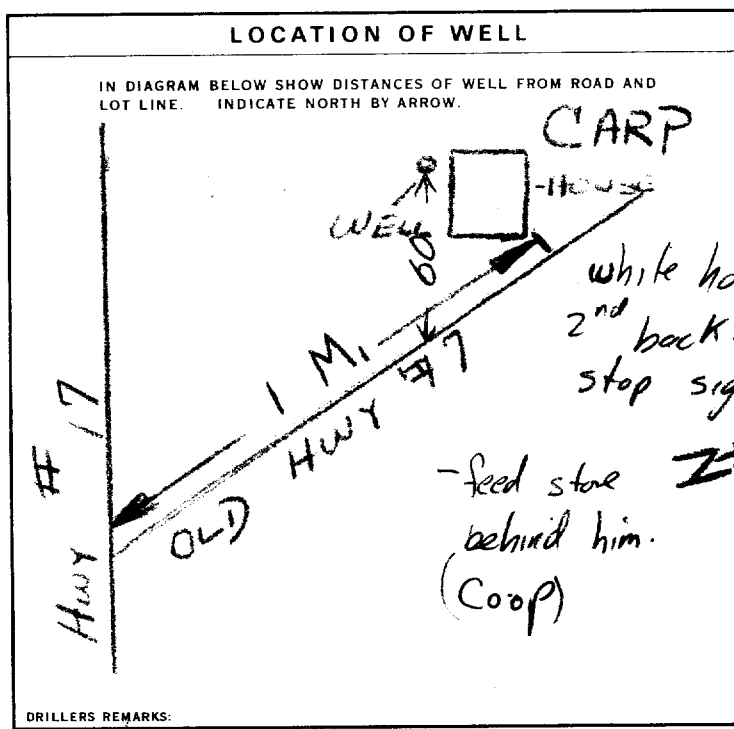 LOCATION OF WELL
IN DIAGRAM BELOW SHOW DISTANCES OF WELL FROM ROAD AND
LOT LINE. INDICATE NORTH BY ARROW.
CARP
-HOUSE
WELL
60
white
2nd back
stop
1 MI
OLD HWY #7
HWY # 17
-feed store
behind him.
(Coop)
DRILLERS REMARKS: